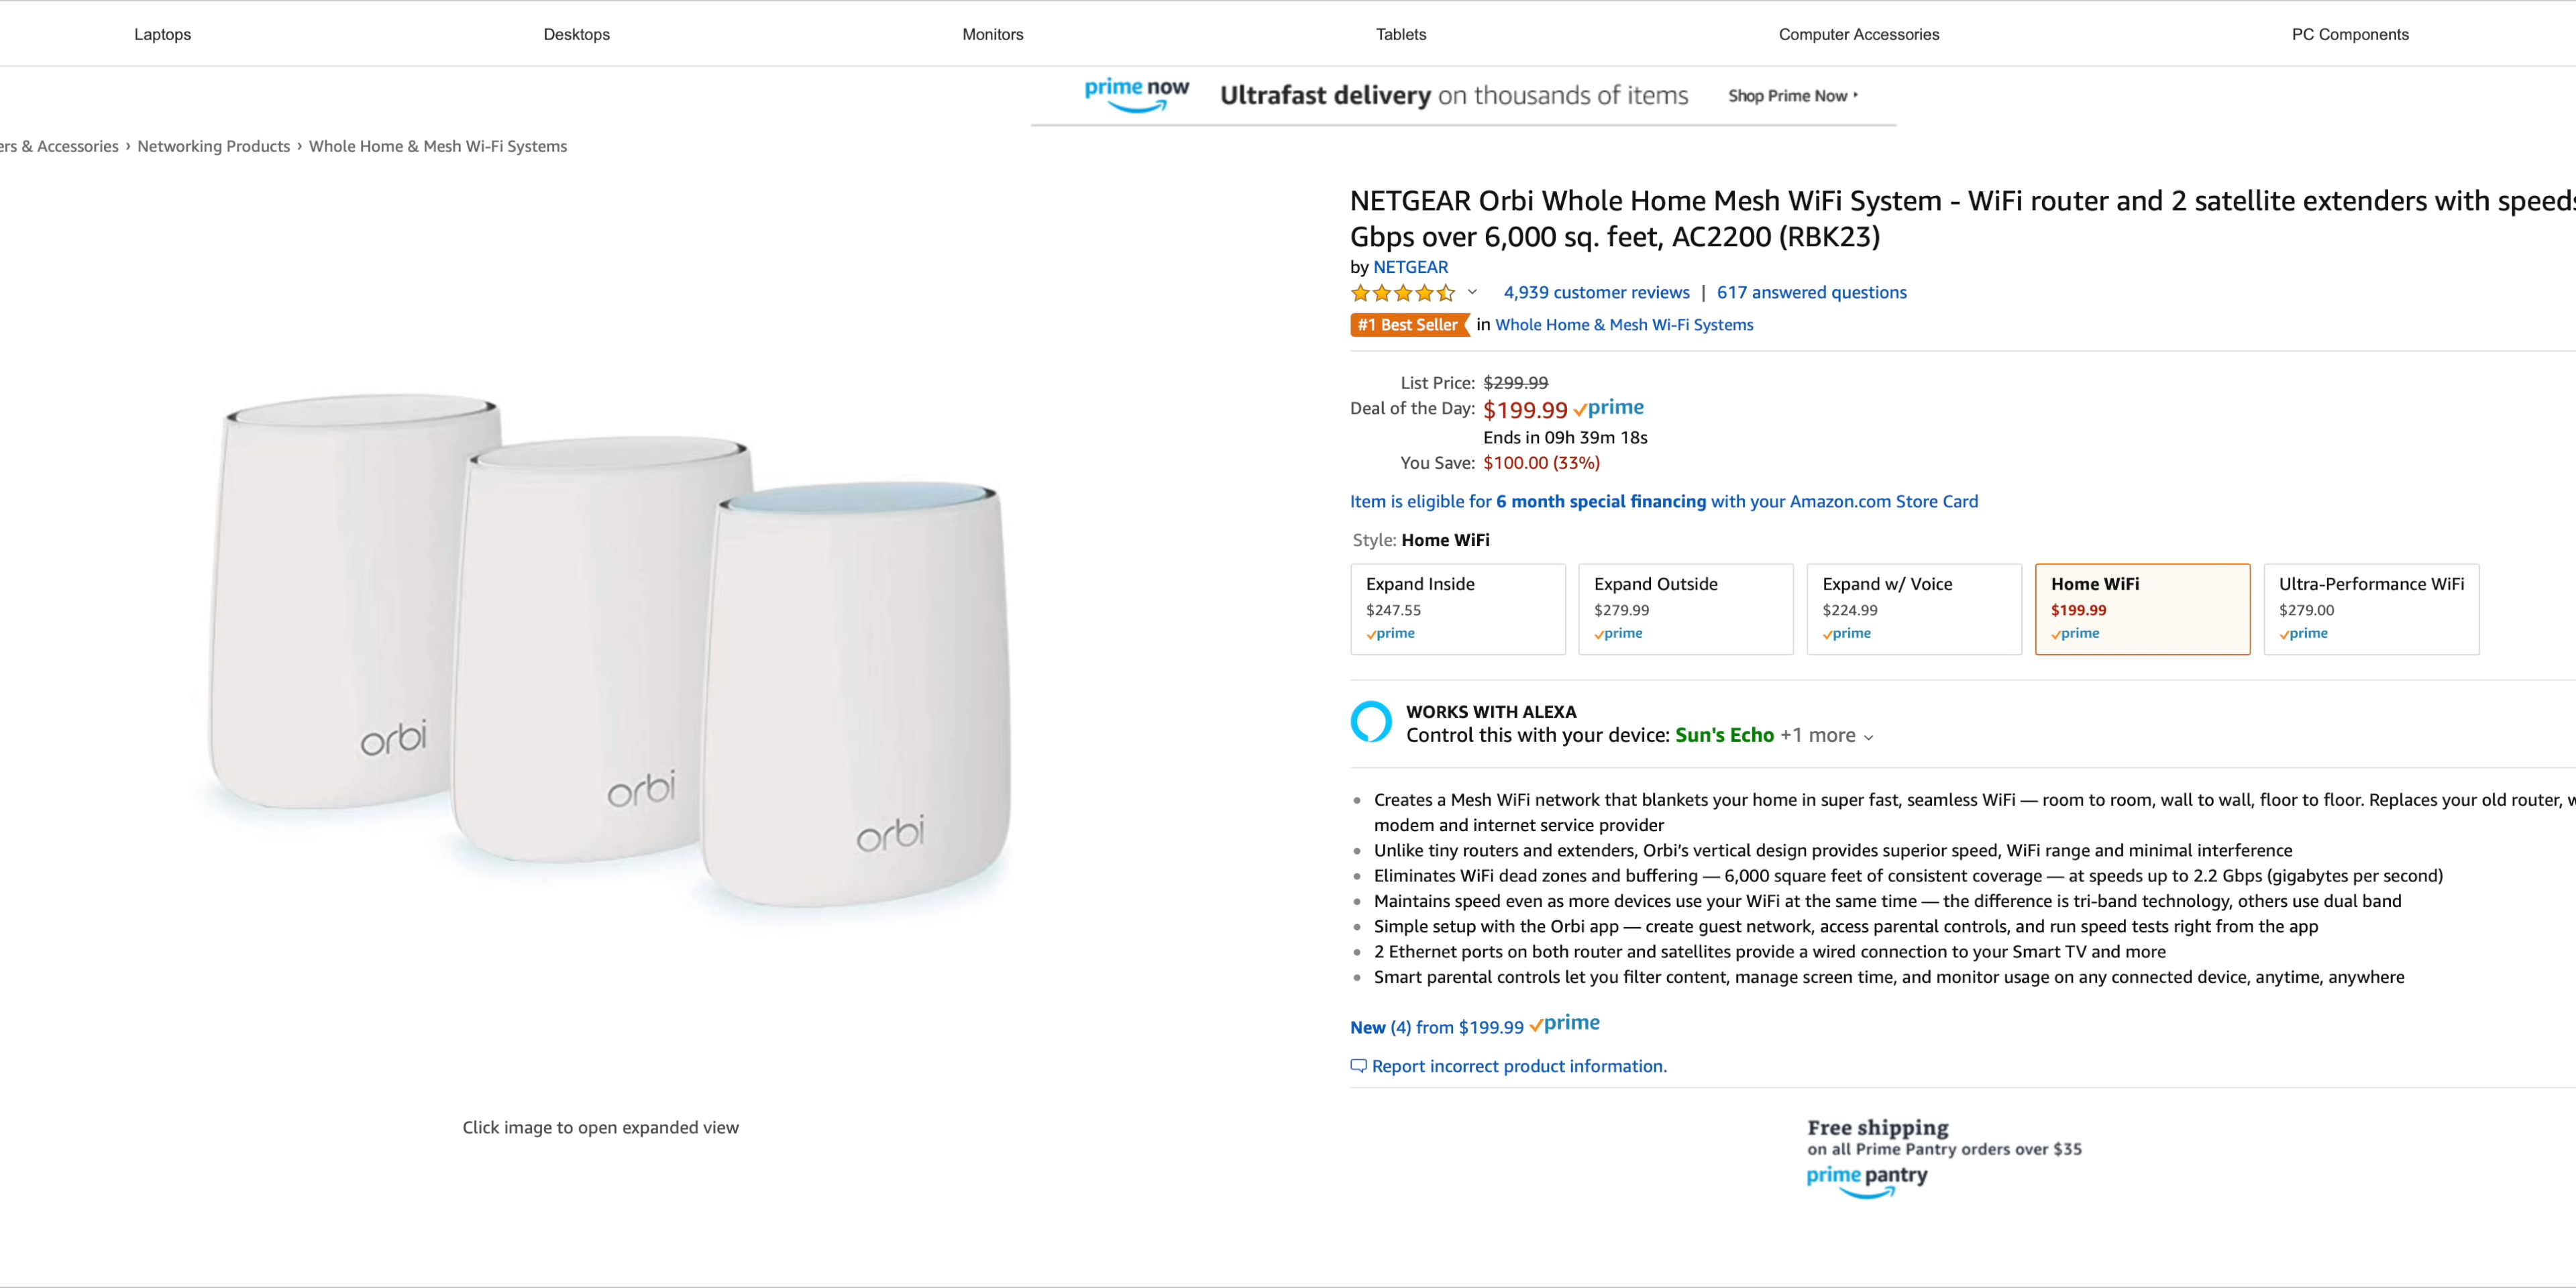 Laptops Desktops Monitors Tablets Computer Accessories PC Components
prime now Ultrafast delivery on thousands of items Shop Prime Now
& Accessories › Networking Products › Whole Home & Mesh Wi-Fi Systems
NETGEAR Orbi Whole Home Mesh WiFi System - WiFi router and 2 satellite extenders with speeds
Gbps over 6,000 sq. feet, AC2200 (RBK23)
by NETGEAR
4,939 customer reviews | 617 answered questions
#1 Best Seller in Whole Home & Mesh Wi-Fi Systems
List Price: $299.99
Deal of the Day: $199.99 prime
Ends in 09h 39m 18s
You Save: $100.00 (33%)
Item is eligible for 6 month special financing with your Amazon.com Store Card
Style: Home WiFi
Expand Inside
$247.55
prime
Expand Outside
$279.99
prime
Expand w/ Voice
$224.99
prime
Home WiFi
$199.99
prime
Ultra-Performance WiFi
$279.00
prime
WORKS WITH ALEXA
Control this with your device: Sun's Echo +1 more
• Creates a Mesh WiFi network that blankets your home in super fast, seamless WiFi — room to room, wall to wall, floor to floor. Replaces your old router,
modem and internet service provider
• Unlike tiny routers and extenders, Orbi’s vertical design provides superior speed, WiFi range and minimal interference
• Eliminates WiFi dead zones and buffering — 6,000 square feet of consistent coverage — at speeds up to 2.2 Gbps (gigabytes per second)
• Maintains speed even as more devices use your WiFi at the same time — the difference is tri-band technology, others use dual band
• Simple setup with the Orbi app — create guest network, access parental controls, and run speed tests right from the app
• 2 Ethernet ports on both router and satellites provide a wired connection to your Smart TV and more
• Smart parental controls let you filter content, manage screen time, and monitor usage on any connected device, anytime, anywhere
New (4) from $199.99 prime
Report incorrect product information.
orbi
orbi
orbi
Click image to open expanded view
Free shipping
on all Prime Pantry orders over $35
prime pantry